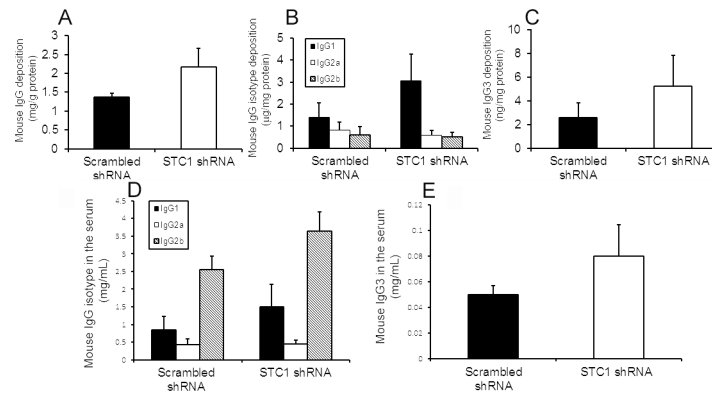 A
Mouse IgG deposition
(mg/g protein)
3
2.5
2
1.5
1
0.5
0
Scrambled
shRNA
STC1 shRNA
B
Mouse IgG isotype deposition
(µg/mg protein)
5
4
3
2
1
0
IgG1
IgG2a
IgG2b
Scrambled
shRNA
STC1 shRNA
C
Mouse IgG3 deposition
(ng/mg protein)
10
8
6
4
2
0
Scrambled
shRNA
STC1 shRNA
D
Mouse IgG isotype in the serum
(mg/mL)
4.5
4
3.5
3
2.5
2
1.5
1
0.5
0
IgG1
IgG2a
IgG2b
Scrambled
shRNA
STC1 shRNA
E
Mouse IgG3 in the serum
(mg/mL)
0.12
0.1
0.08
0.06
0.04
0.02
0
Scrambled
shRNA
STC1 shRNA